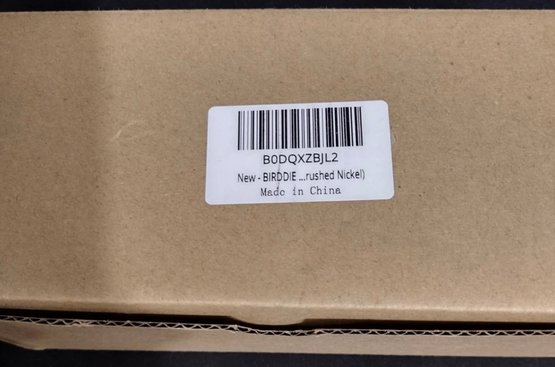 B0DQXZBJL2
New - BIRDDIE ...rushed Nickel)
Made in China